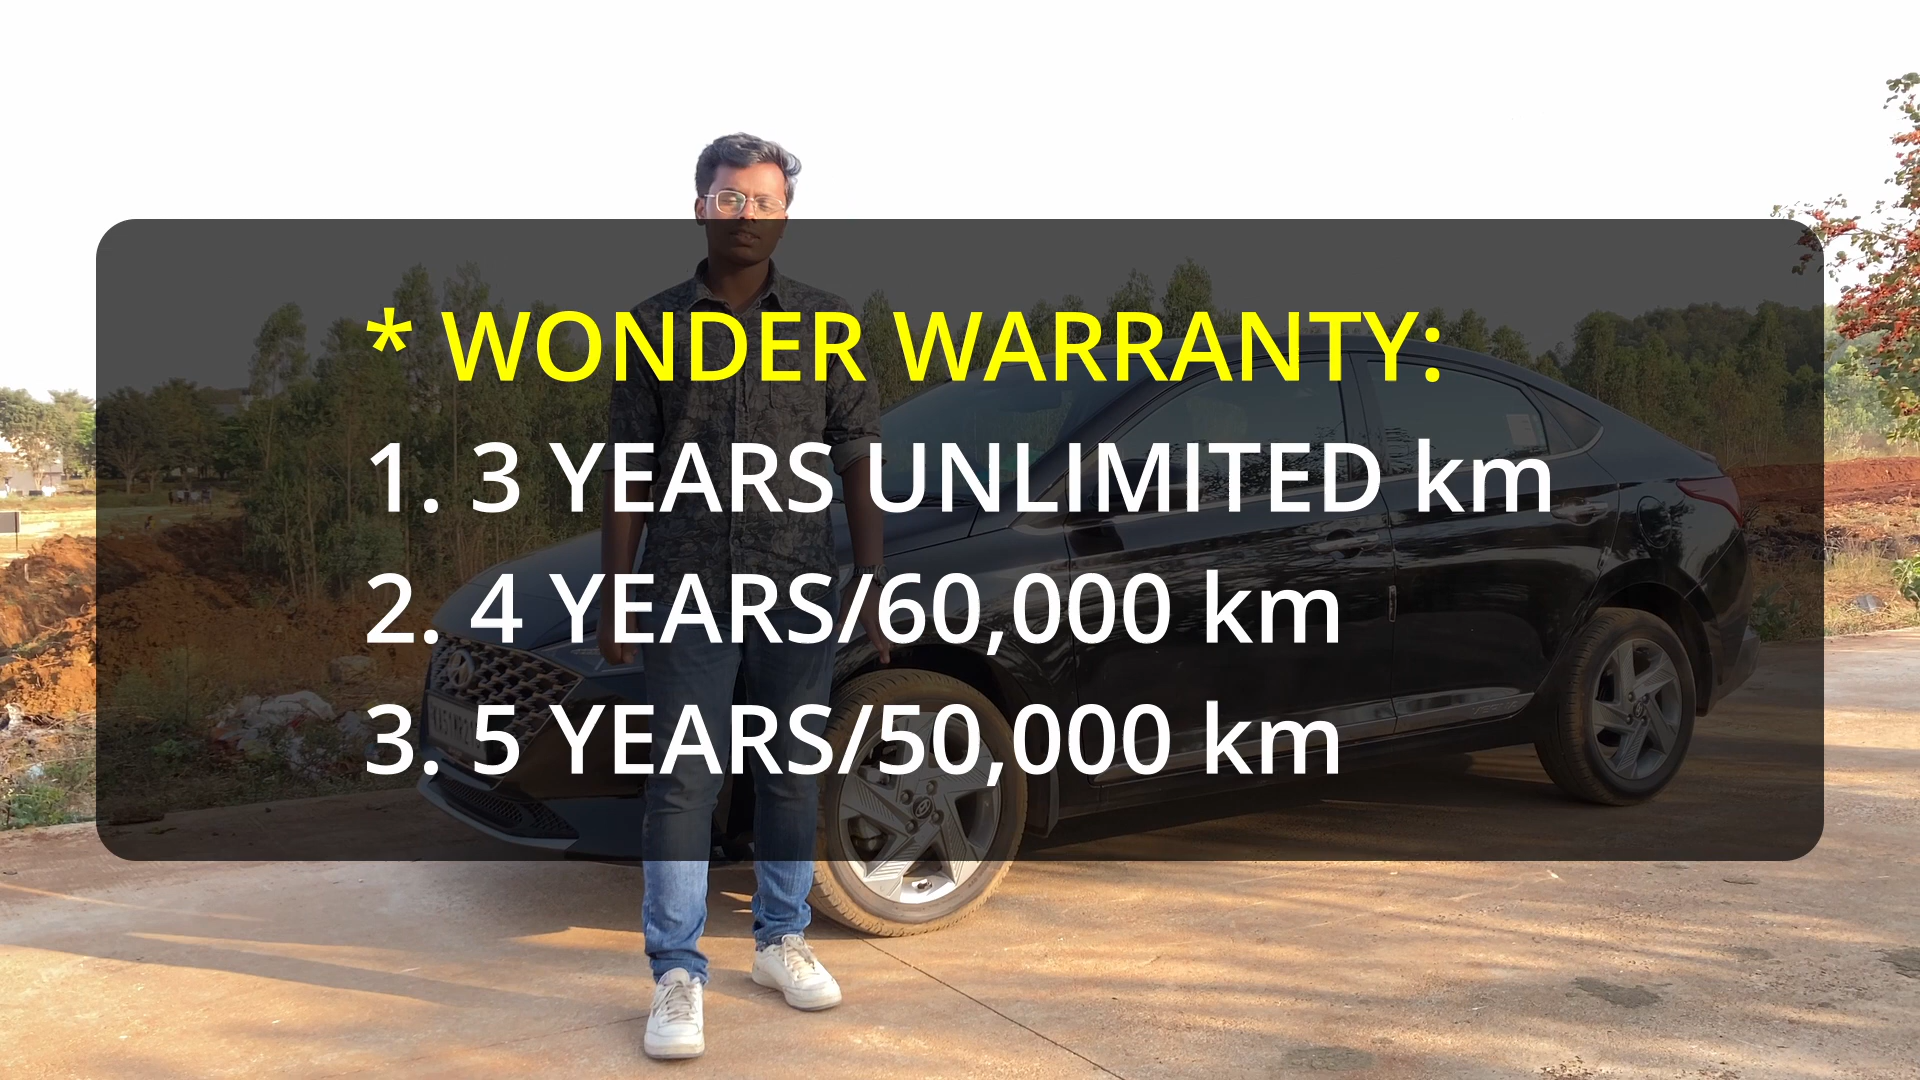 * WONDER WARRANTY:
1. 3 YEARS UNLIMITED km
2. 4 YEARS/60,000 km
3. 5 YEARS/50,000 km